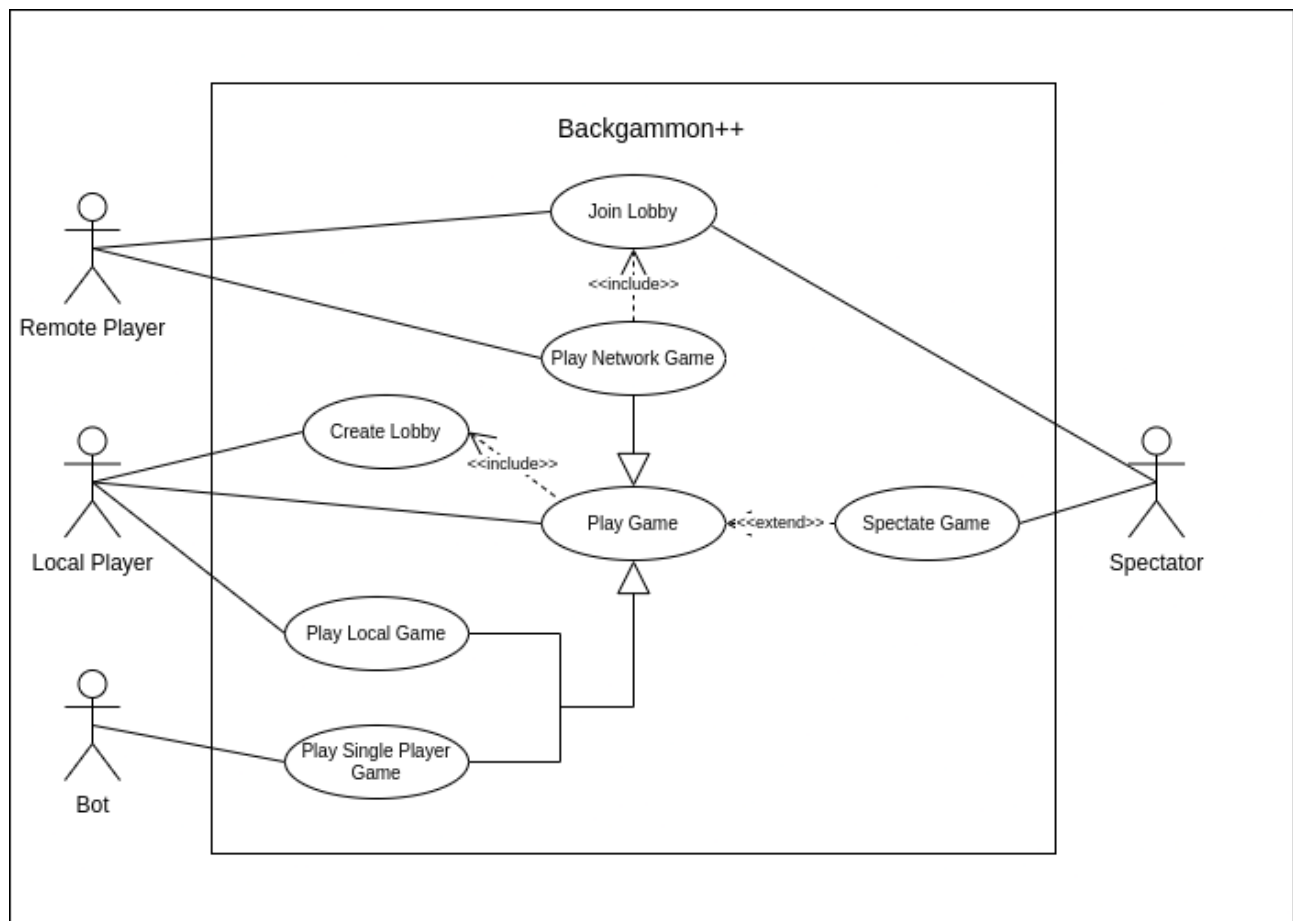 Backgammon++
Join Lobby
<<include>>
Remote Player
Play Network Game
Create Lobby
<<include>>
Play Game
<<extend>>
Spectate Game
Local Player
Spectator
Play Local Game
Play Single Player
Game
Bot